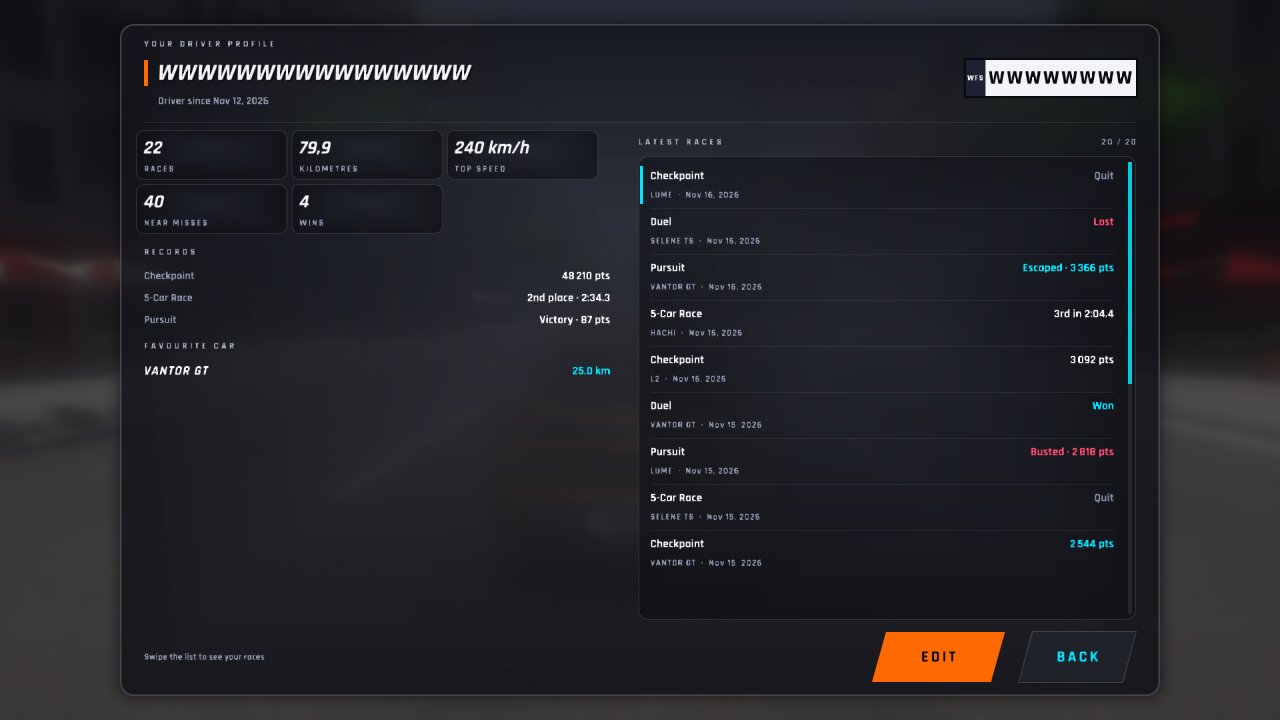 YOUR DRIVER PROFILE
WWWWWWWWWWWWWWWW
Driver since Nov 12, 2026
WFS WWWWWWWW
22
RACES
79,9
KILOMETRES
240 km/h
TOP SPEED
40
NEAR MISSES
4
WINS
RECORDS
Checkpoint 48 210 pts
5-Car Race 2nd place · 2:34.3
Pursuit Victory · 87 pts
FAVOURITE CAR
VANTOR GT 25.0 km
LATEST RACES 20 / 20
Checkpoint Quit
LUME · Nov 16, 2026
Duel Lost
SELENE TS · Nov 16, 2026
Pursuit Escaped · 3 366 pts
VANTOR GT · Nov 16, 2026
5-Car Race 3rd in 2:04.4
HACHI · Nov 16, 2026
Checkpoint 3 092 pts
L2 · Nov 16, 2026
Duel Won
VANTOR GT · Nov 15, 2026
Pursuit Busted · 2 818 pts
LUME · Nov 15, 2026
5-Car Race Quit
SELENE TS · Nov 15, 2026
Checkpoint 2 544 pts
VANTOR GT · Nov 15, 2026
Swipe the list to see your races
EDIT
BACK